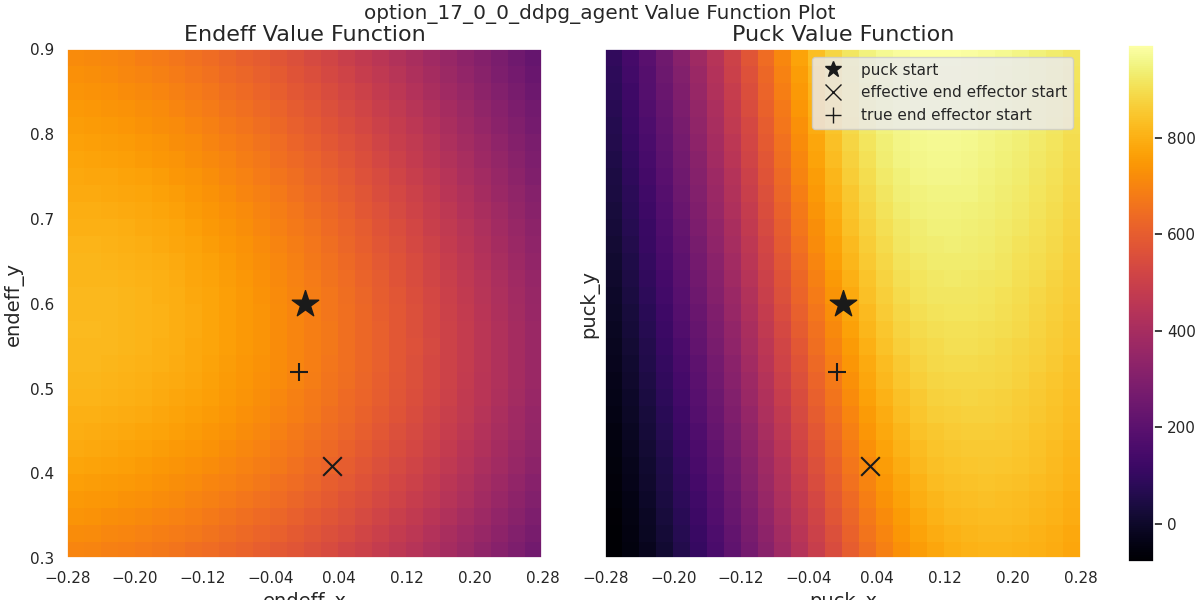 option_17_0_0_ddpg_agent Value Function Plot
Endeff Value Function
Puck Value Function
0.9
0.8
0.7
0.6
0.5
0.4
0.3
endeff_y
−0.28 −0.20 −0.12 −0.04 0.04 0.12 0.20 0.28
endeff_x
puck_y
puck start
effective end effector start
true end effector start
−0.28 −0.20 −0.12 −0.04 0.04 0.12 0.20 0.28
puck_x
800
600
400
200
0